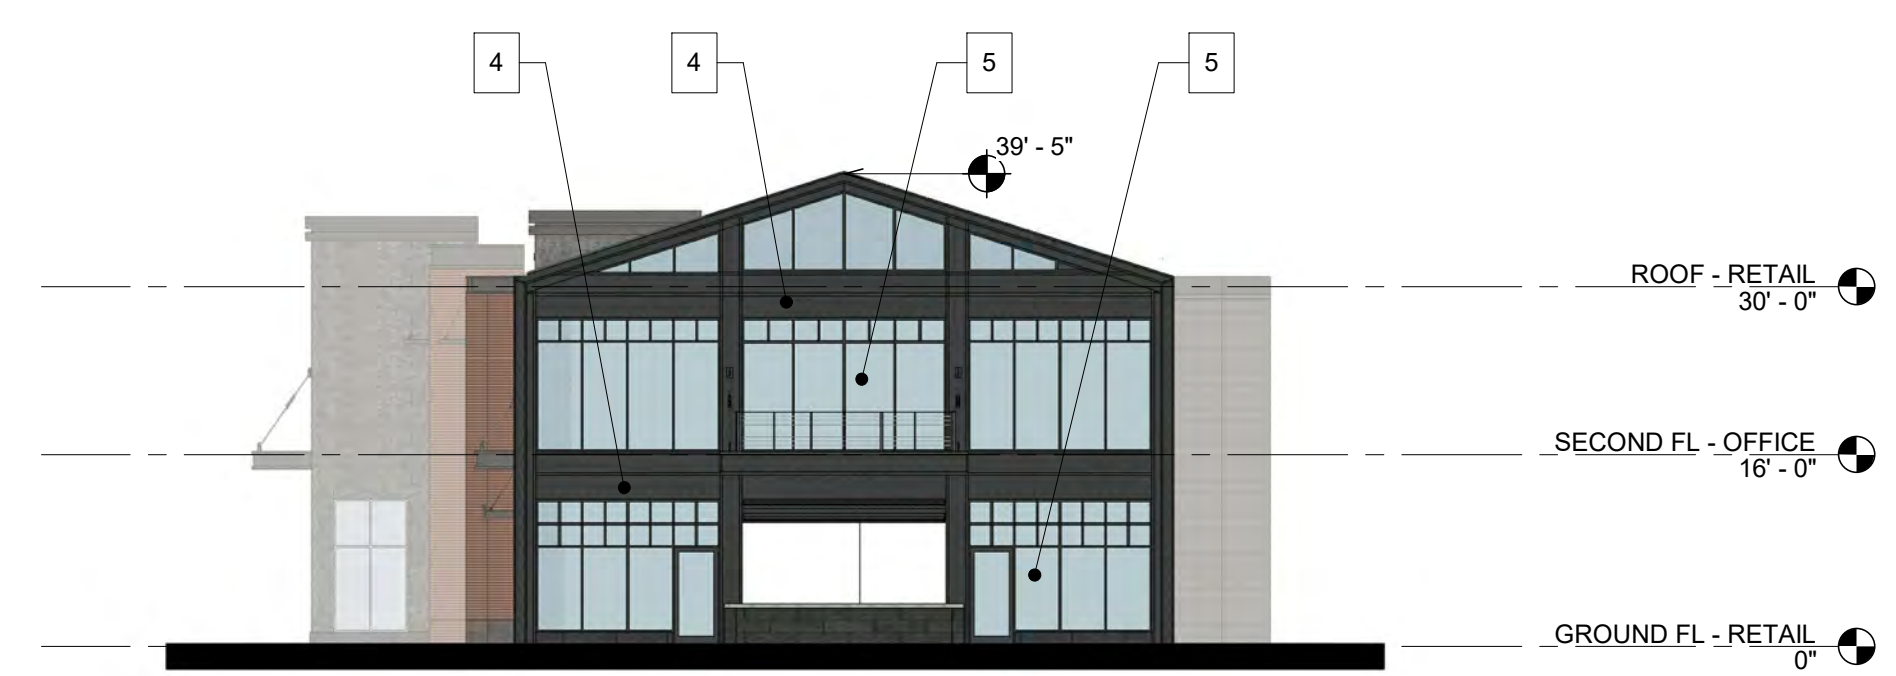 4
4
5
5
39' - 5"
ROOF - RETAIL
30' - 0"
SECOND FL - OFFICE
16' - 0"
GROUND FL - RETAIL
0"